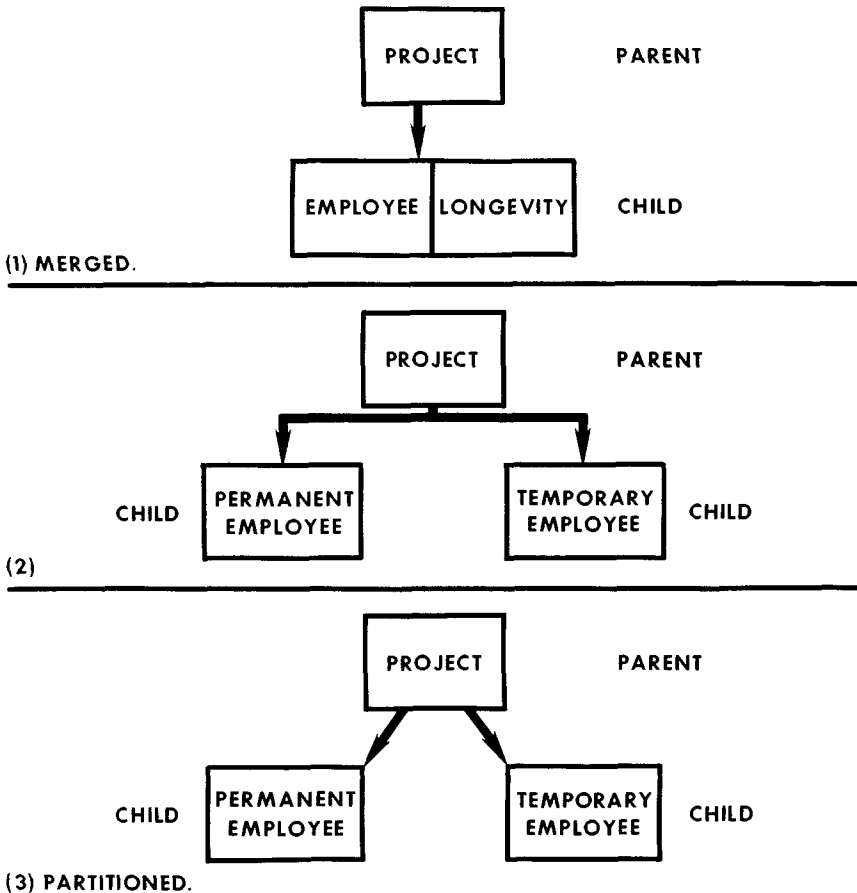 PROJECT PARENT
EMPLOYEE LONGEVITY CHILD
(1) MERGED.
PROJECT PARENT
CHILD PERMANENT EMPLOYEE TEMPORARY EMPLOYEE CHILD
(2)
PROJECT PARENT
CHILD PERMANENT EMPLOYEE TEMPORARY EMPLOYEE CHILD
(3) PARTITIONED.